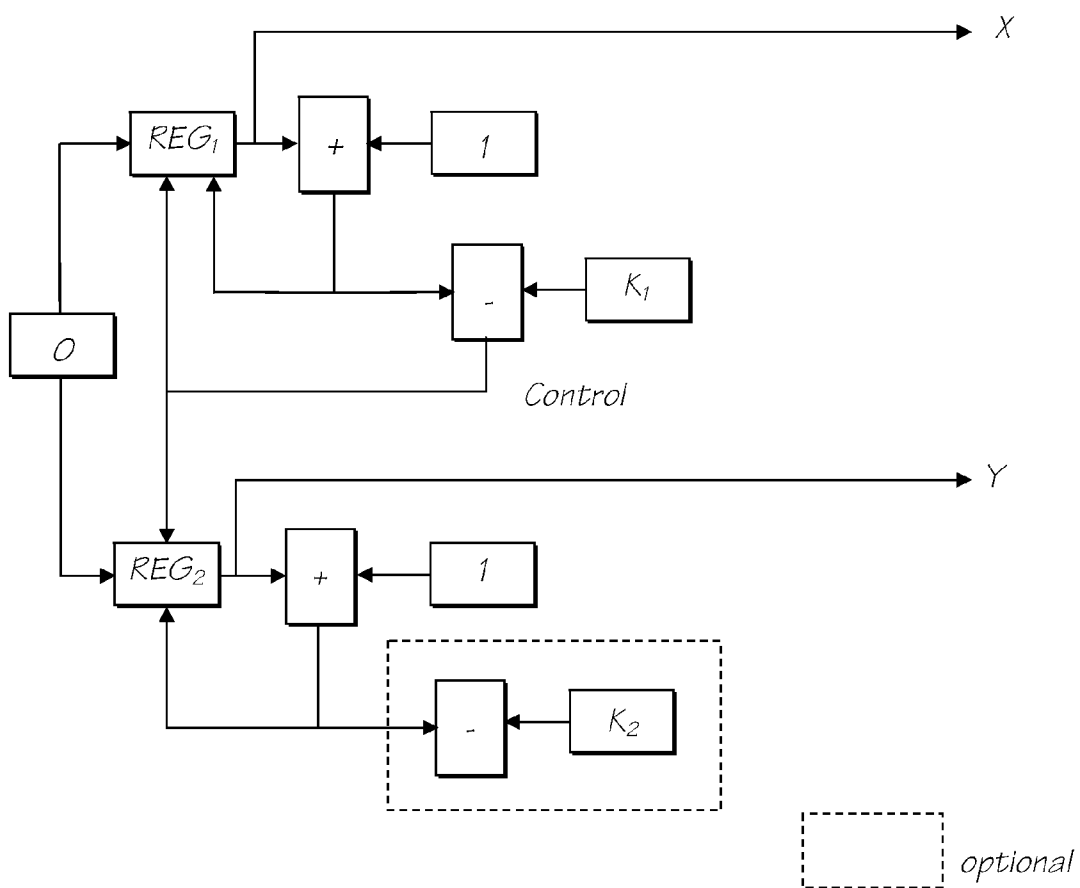 X
REG₁
+
1
-
K₁
0
Control
Y
REG₂
+
1
-
K₂
optional